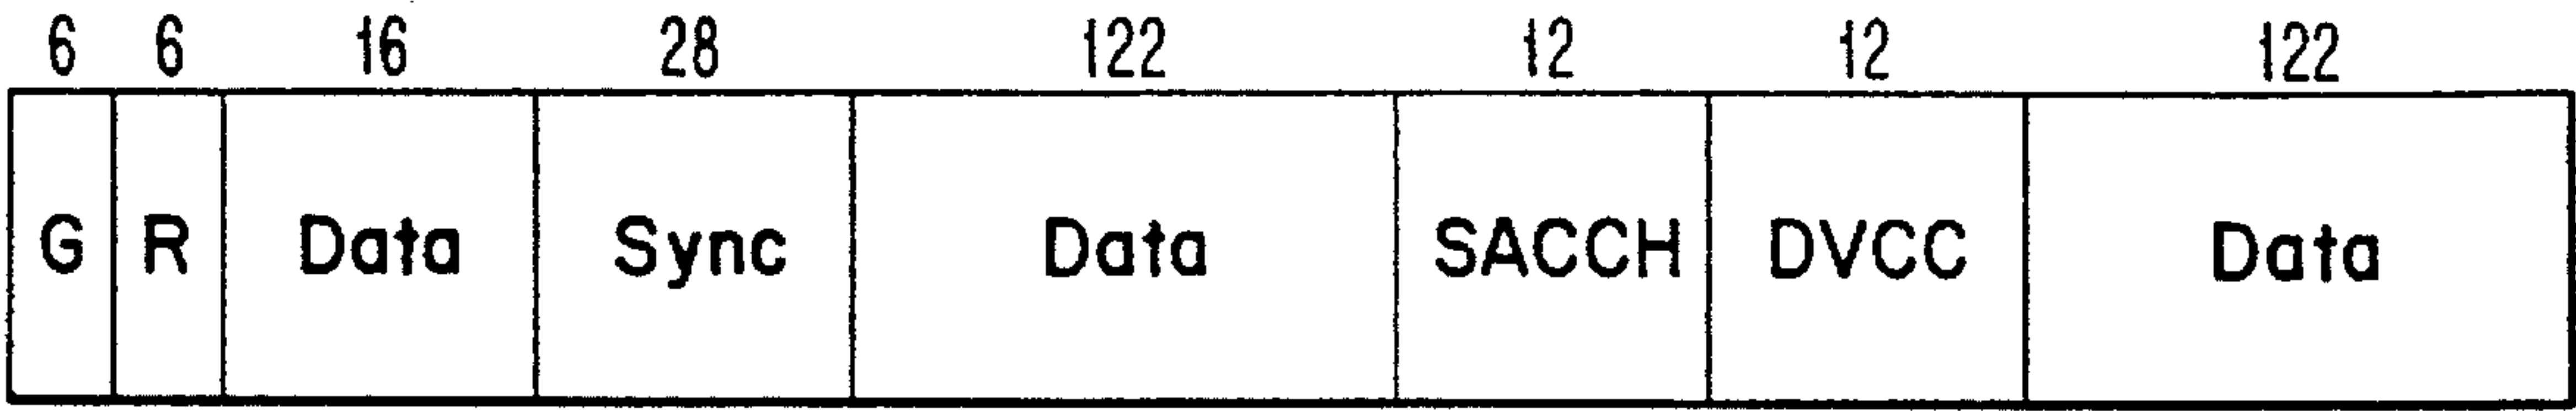 6 6 16 28 122 12 12 122
G R Data Sync Data SACCH DVCC Data